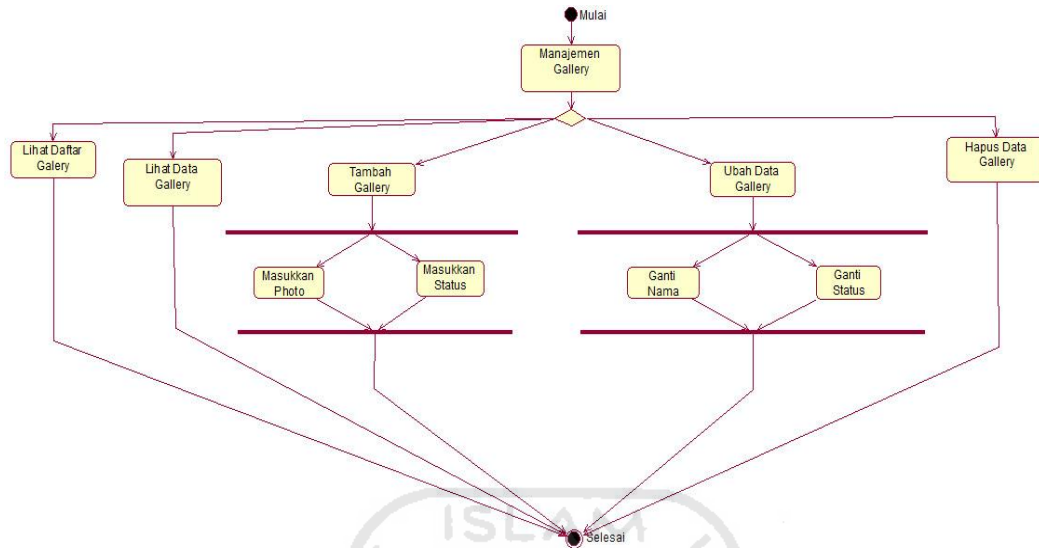 Mulai
Manajemen
Gallery
Lihat Daftar
Galery
Lihat Data
Gallery
Tambah
Gallery
Ubah Data
Gallery
Hapus Data
Gallery
Masukkan
Photo
Masukkan
Status
Ganti
Nama
Ganti
Status
ISLAM
Selesai